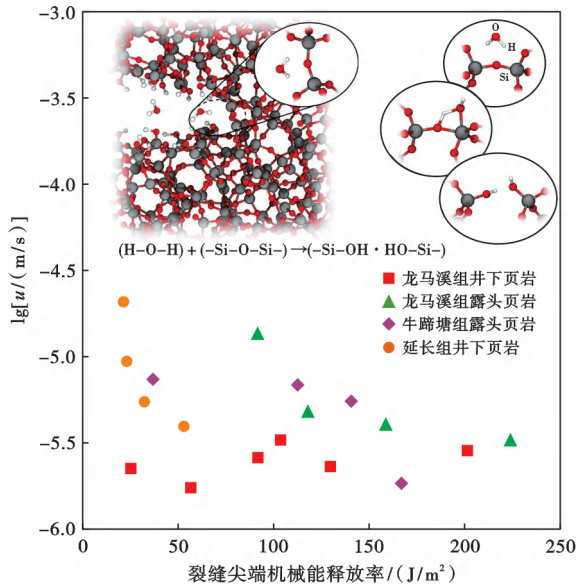 -3.0
-3.5
-4.0
-4.5
-5.0
-5.5
-6.0
lg[u/(m/s)]
O
H
Si
(H-O-H)+(-Si-O-Si-)→(-Si-OH·HO-Si-)
龙马溪组井下页岩
龙马溪组露头页岩
牛蹄塘组露头页岩
延长组井下页岩
0 50 100 150 200 250
裂缝尖端机械能释放率/(J/m²)